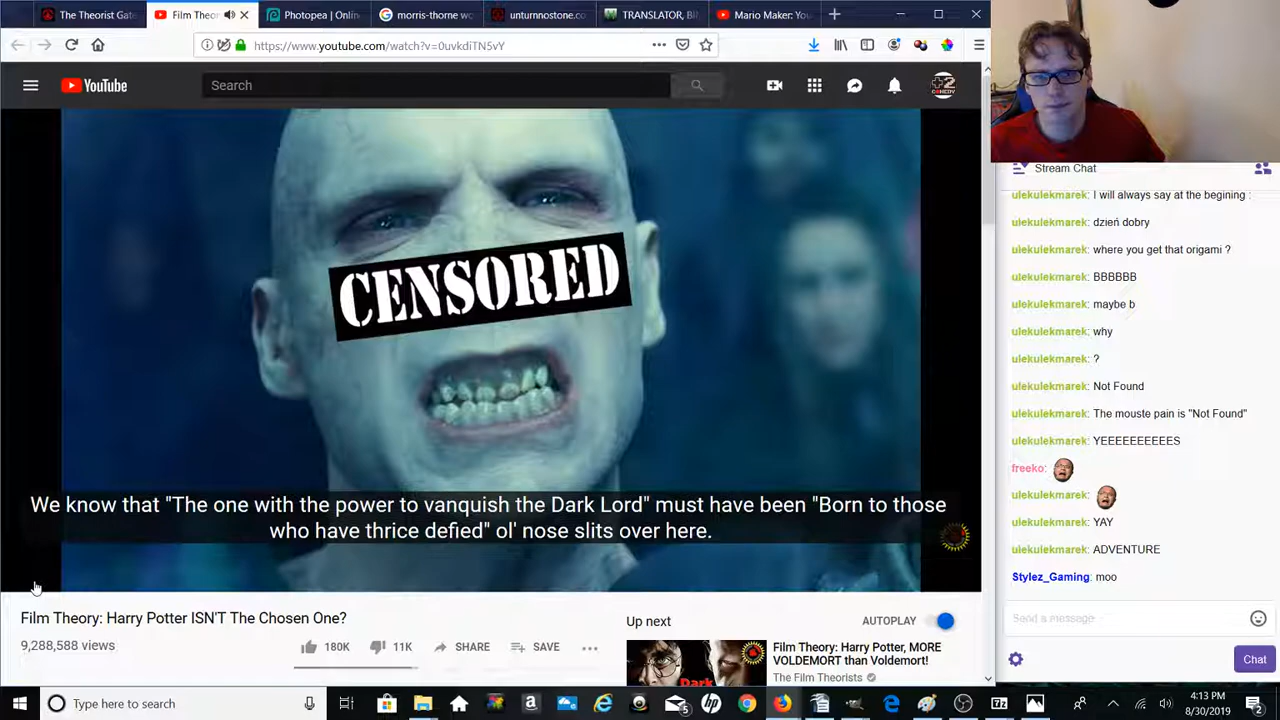 The Theorist Gate
Film Theor
Photopea | Onlin
morris-thorne wo
unturnostone.co
TRANSLATOR, BI
Mario Maker: You
https://www.youtube.com/watch?v=0uvkdiTN5vY
YouTube
Search
+2
COMEDY
CENSORED
We know that "The one with the power to vanquish the Dark Lord" must have been "Born to those
who have thrice defied" ol' nose slits over here.
Film Theory: Harry Potter ISN'T The Chosen One?
9,288,588 views
180K
11K
SHARE
SAVE
Up next
AUTOPLAY
Dark
Film Theory: Harry Potter, MORE
VOLDEMORT than Voldemort!
The Film Theorists
Stream Chat
ulekulekmarek: I will always say at the begining :
ulekulekmarek: dzień dobry
ulekulekmarek: where you get that origami ?
ulekulekmarek: BBBBBB
ulekulekmarek: maybe b
ulekulekmarek: why
ulekulekmarek: ?
ulekulekmarek: Not Found
ulekulekmarek: The mouste pain is "Not Found"
ulekulekmarek: YEEEEEEEEEES
freeko:
ulekulekmarek:
ulekulekmarek: YAY
ulekulekmarek: ADVENTURE
Stylez_Gaming: moo
Send a message
Chat
Type here to search
5
4:13 PM
8/30/2019
2